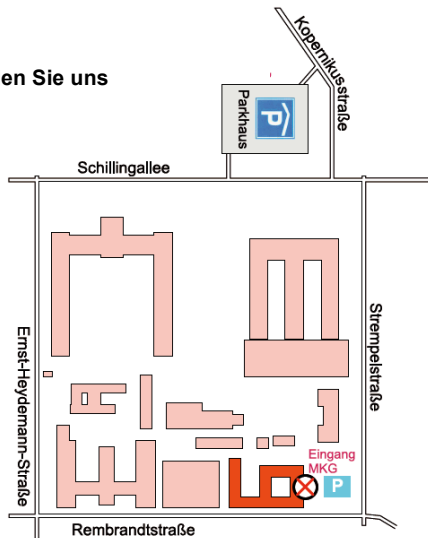 Kopernikusstraße
en Sie uns
P
Parkhaus
Schillingallee
Ernst-Heydemann-Straße
Strempelstraße
Eingang
MKG
P
Rembrandtstraße